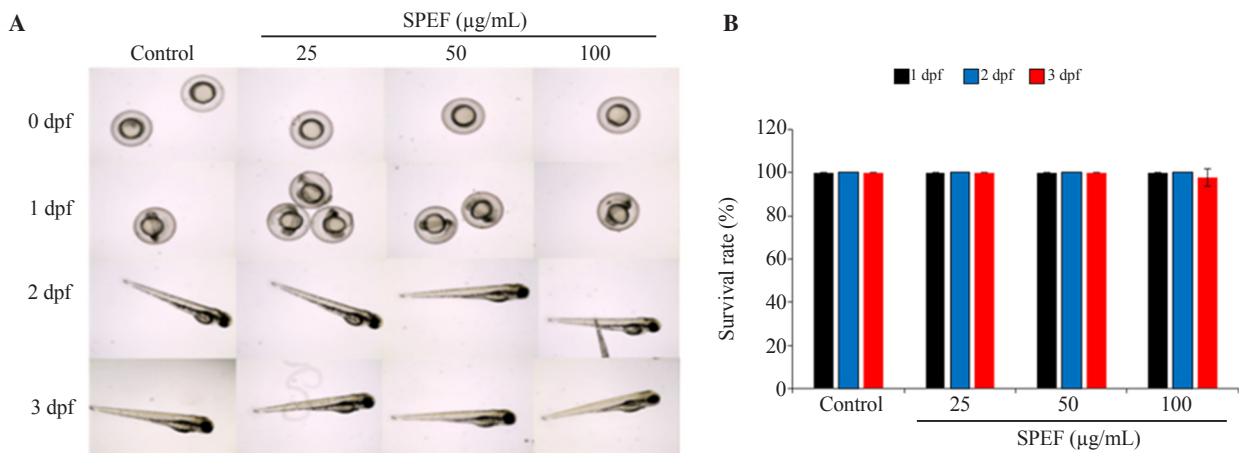 A
SPEF (µg/mL)
Control 25 50 100
0 dpf
1 dpf
2 dpf
3 dpf
B
1 dpf 2 dpf 3 dpf
Survival rate (%)
120
100
80
60
40
20
0
Control 25 50 100
SPEF (µg/mL)